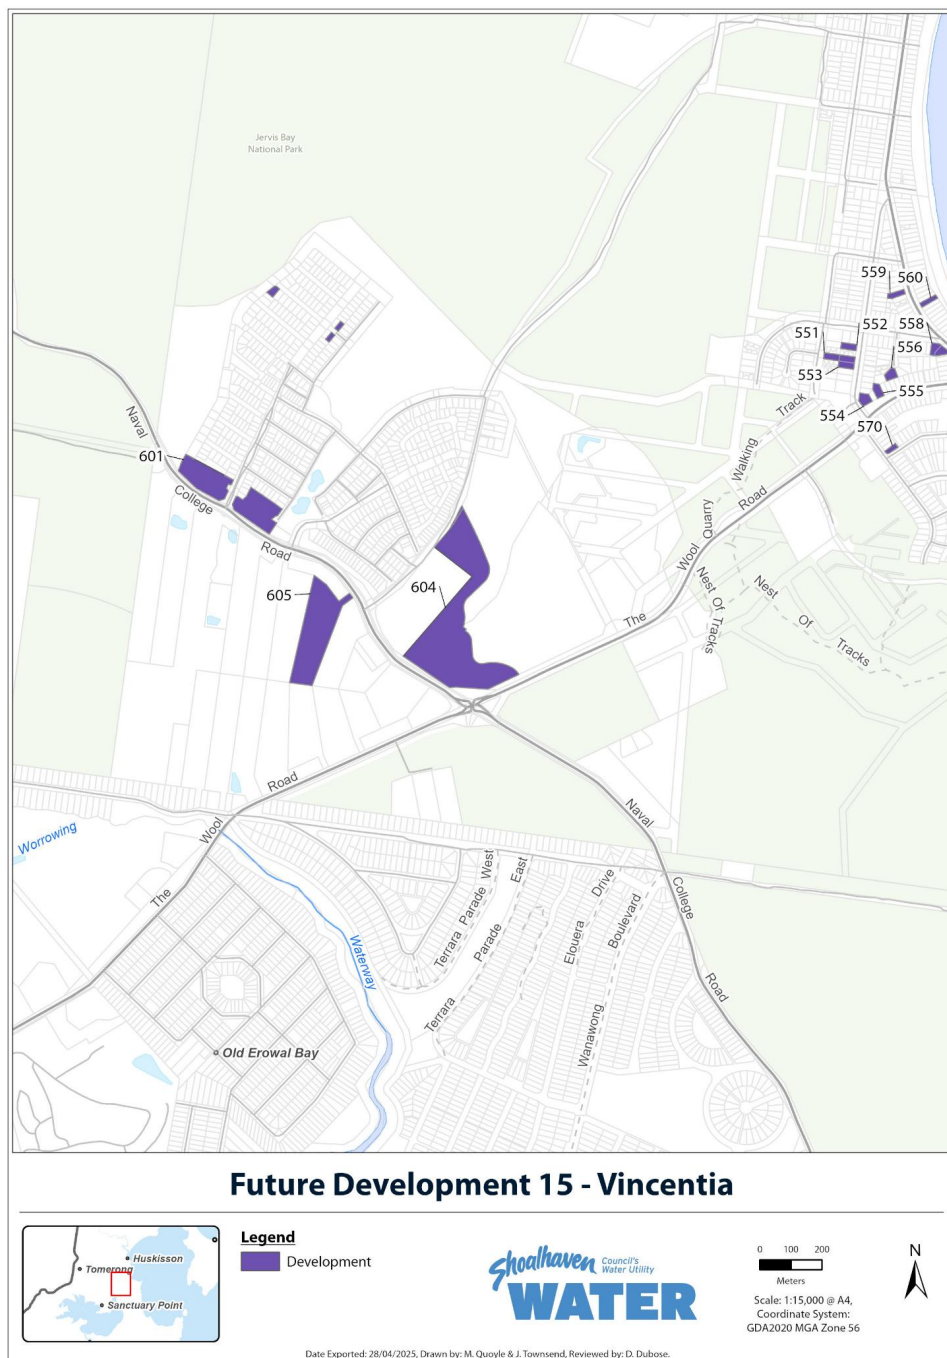 Jervis Bay
National Park
559
560
551
552
558
556
553
555
554
570
Track
Walking
Quarry
Road
Wool
Nest Of Tracks
Nest
Of
Tracks
The
Naval
601
College
Road
605
604
Road
Wool
The
Naval
College
Road
Worrowing
Waterway
Terrara Parade West
Terrara Parade East
Elouera Drive
Wanawong Boulevard
Old Erowal Bay
Future Development 15 - Vincentia
Huskisson
Tomerong
Sanctuary Point
Legend
Development
Shoalhaven Council's
Water Utility
WATER
0 100 200
Meters
Scale: 1:15,000 @ A4,
Coordinate System:
GDA2020 MGA Zone 56
N
Date Exported: 28/04/2025, Drawn by: M. Quoyle & J. Townsend, Reviewed by: D. Dubose.